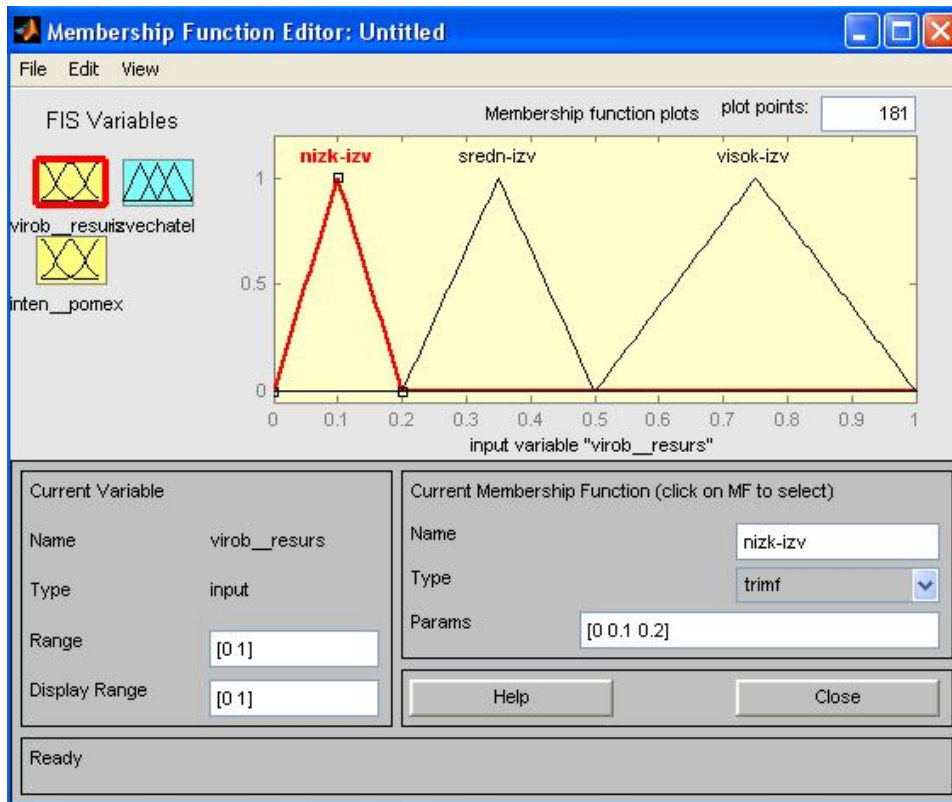 Membership Function Editor: Untitled
File Edit View
FIS Variables
Membership function plots plot points: 181
nizk-izv sredn-izv visok-izv
virob__resurs
izvechatel
inten__pomex
1
0.5
0
0 0.1 0.2 0.3 0.4 0.5 0.6 0.7 0.8 0.9 1
input variable "virob__resurs"
Current Variable
Name virob__resurs
Type input
Range [0 1]
Display Range [0 1]
Current Membership Function (click on MF to select)
Name nizk-izv
Type trimf
Params [0 0.1 0.2]
Help Close
Ready